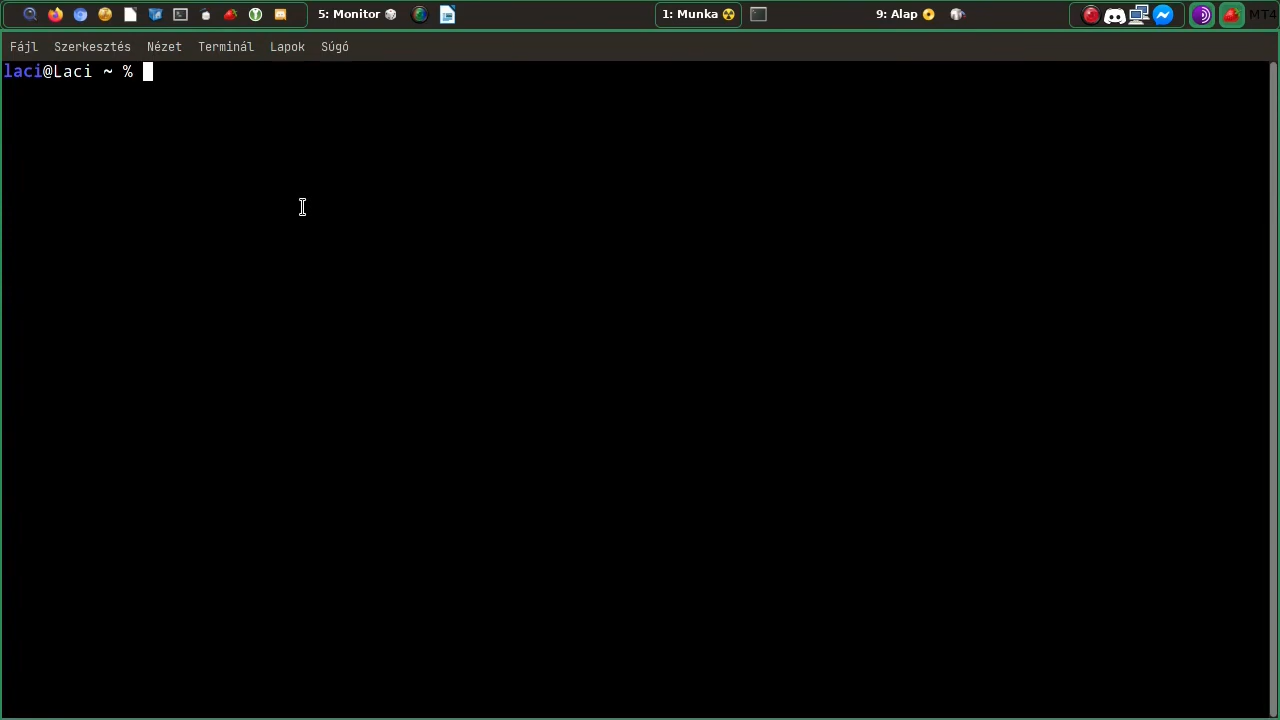 5: Monitor 1: Munka 9: Alap MT4
Fájl Szerkesztés Nézet Terminál Lapok Súgó
laci@Laci ~ %